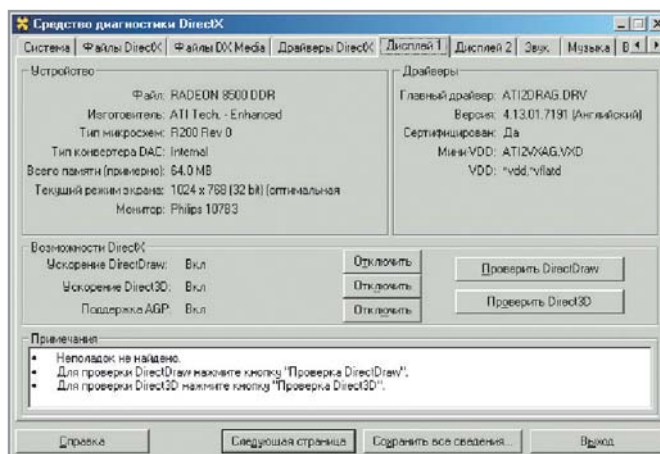 Средство диагностики DirectX
Система Файлы DirectX Файлы DX Media Драйверы DirectX Дисплей 1 Дисплей 2 Звук Музыка В
Устройство
Файл: RADEON 8500 DDR
Изготовитель: ATI Tech. - Enhanced
Тип микросхем: R200 Rev 0
Тип конвертера DAC: Internal
Всего памяти (примерно): 64.0 MB
Текущий режим экрана: 1024 x 768 (32 bit) (оптимальная
Монитор: Philips 107B3
Драйверы
Главный драйвер: ATI2DRAG.DRV
Версия: 4.13.01.7191 (Английский)
Сертифицирован: Да
Мини VDD: ATI2VXAG.VXD
VDD: *vdd,*vflatd
Возможности DirectX
Ускорение DirectDraw: Вкл Отключить
Ускорение Direct3D: Вкл Отключить
Поддержка AGP: Вкл Отключить
Проверить DirectDraw
Проверить Direct3D
Примечания
• Неполадок не найдено.
• Для проверки DirectDraw нажмите кнопку "Проверка DirectDraw".
• Для проверки Direct3D нажмите кнопку "Проверка Direct3D".
Справка Следующая страница Сохранить все сведения... Выход